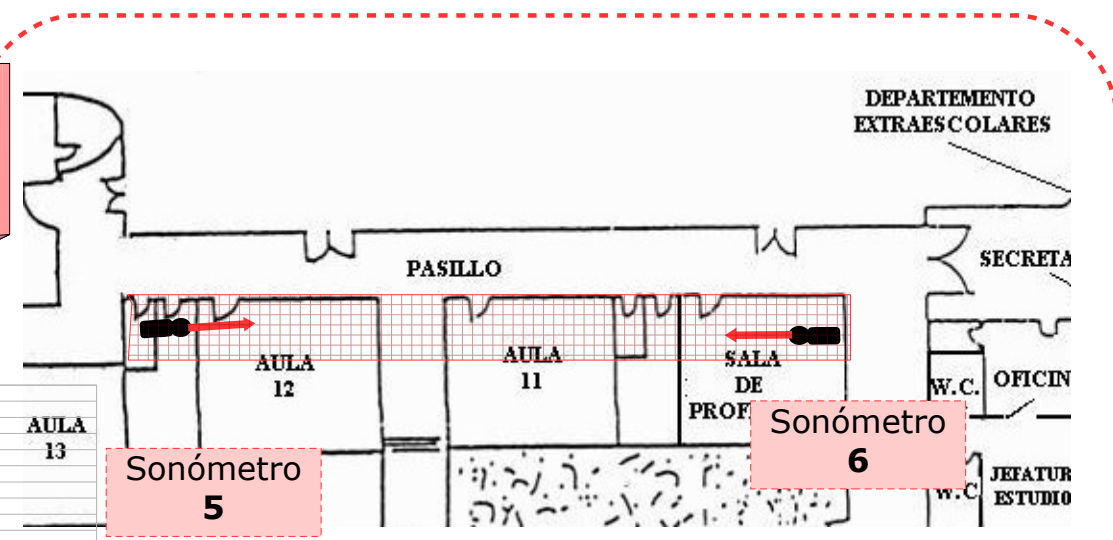 DEPARTEMENTO
EXTRAESCOLARES
PASILLO
SECRETA
AULA
12
AULA
11
SALA
DE
PROF
W.C.
OFICIN
AULA
13
Sonómetro
5
Sonómetro
6
W.C
JEFATUR
ESTUDIO